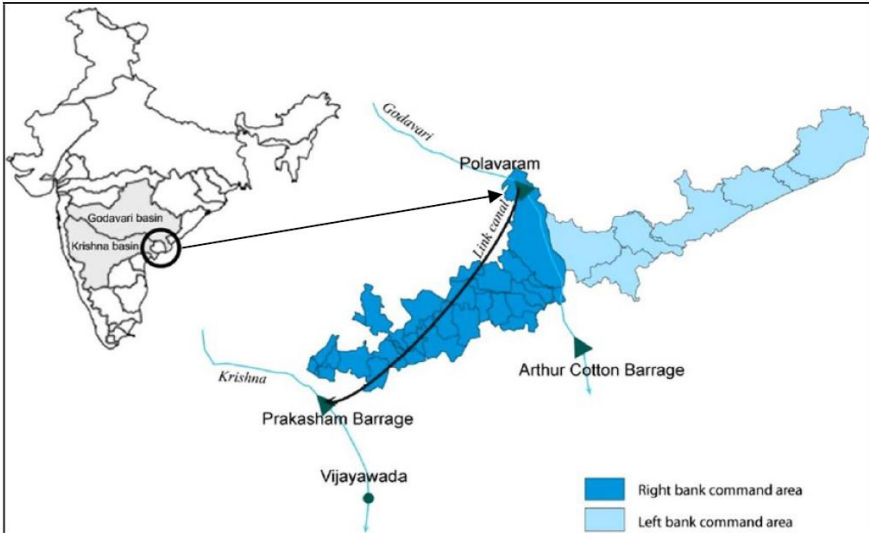 Godavari
Polavaram
Godavari basin
Krishna basin
Link canal
Krishna
Arthur Cotton Barrage
Prakasham Barrage
Vijayawada
Right bank command area
Left bank command area